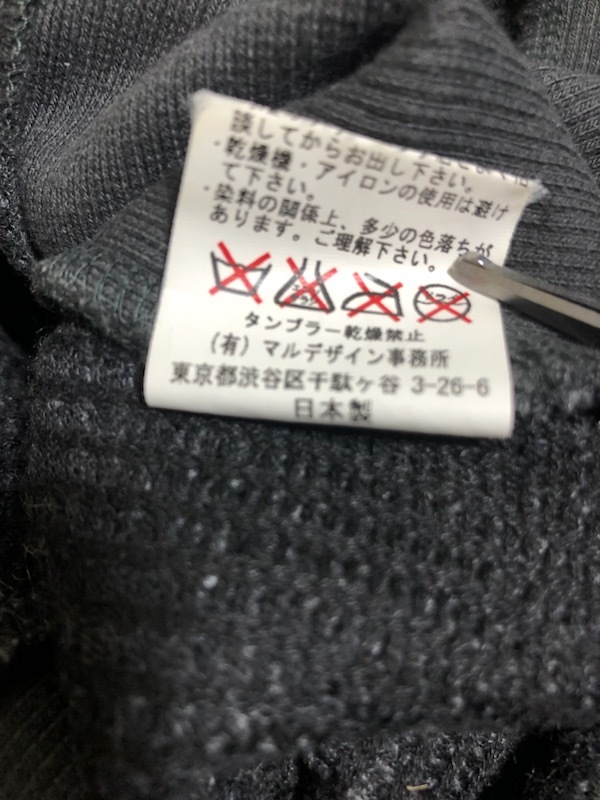 談してからお出し下さい。
・乾燥機・アイロンの使用は避け
て下さい。
・染料の関係上、多少の色落ちが
あります。ご理解下さい。
タンブラー乾燥禁止
(有) マルデザイン事務所
東京都渋谷区千駄ヶ谷 3-26-6
日本製